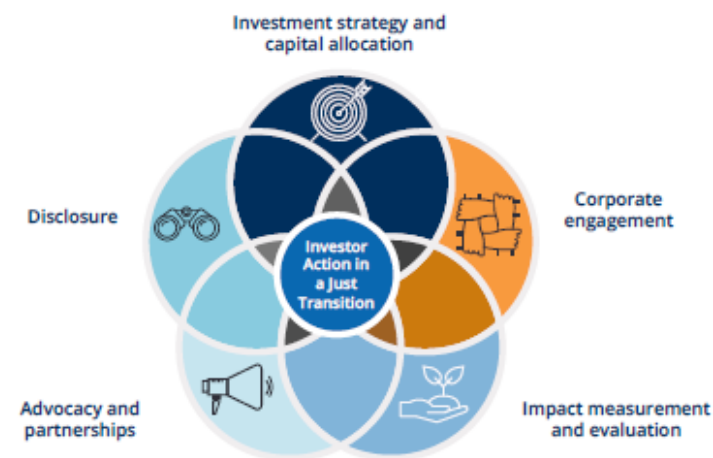 Investment strategy and
capital allocation
Disclosure
Corporate
engagement
Investor
Action in
a Just
Transition
Advocacy and
partnerships
Impact measurement
and evaluation